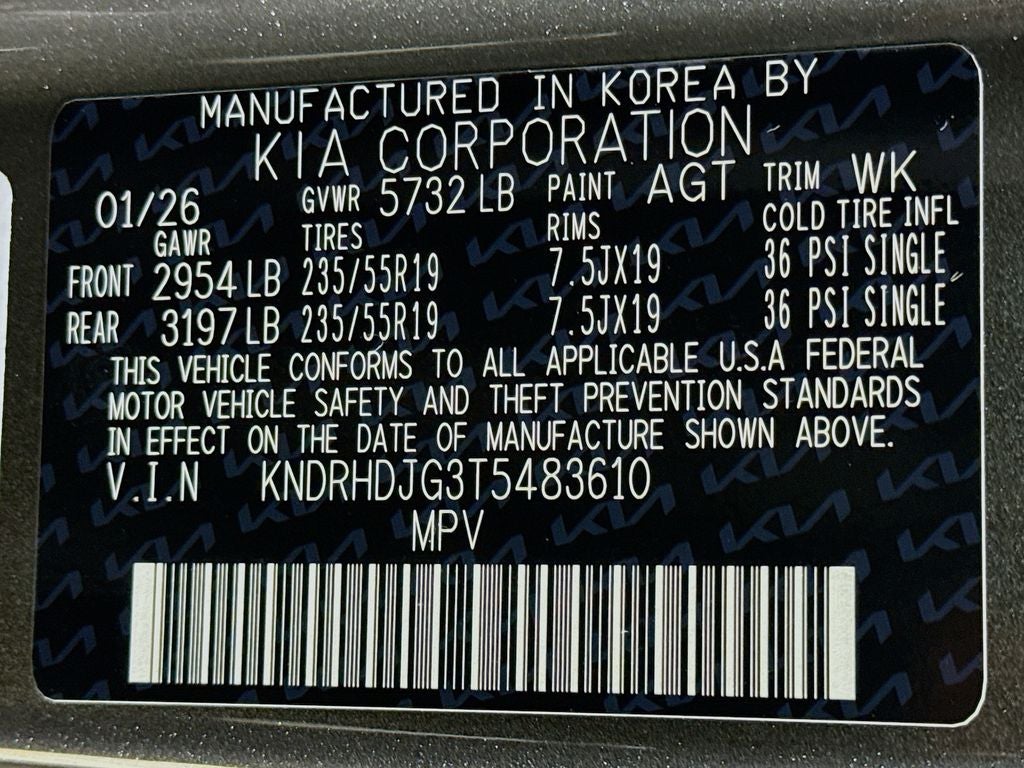 MANUFACTURED IN KOREA BY
KIA CORPORATION
01/26 GVWR 5732 LB PAINT AGT TRIM WK
GAWR TIRES RIMS COLD TIRE INFL
FRONT 2954 LB 235/55R19 7.5JX19 36 PSI SINGLE
REAR 3197 LB 235/55R19 7.5JX19 36 PSI SINGLE
THIS VEHICLE CONFORMS TO ALL APPLICABLE U.S.A FEDERAL
MOTOR VEHICLE SAFETY AND THEFT PREVENTION STANDARDS
IN EFFECT ON THE DATE OF MANUFACTURE SHOWN ABOVE.
V.I.N KNDRHDJG3T5483610
MPV